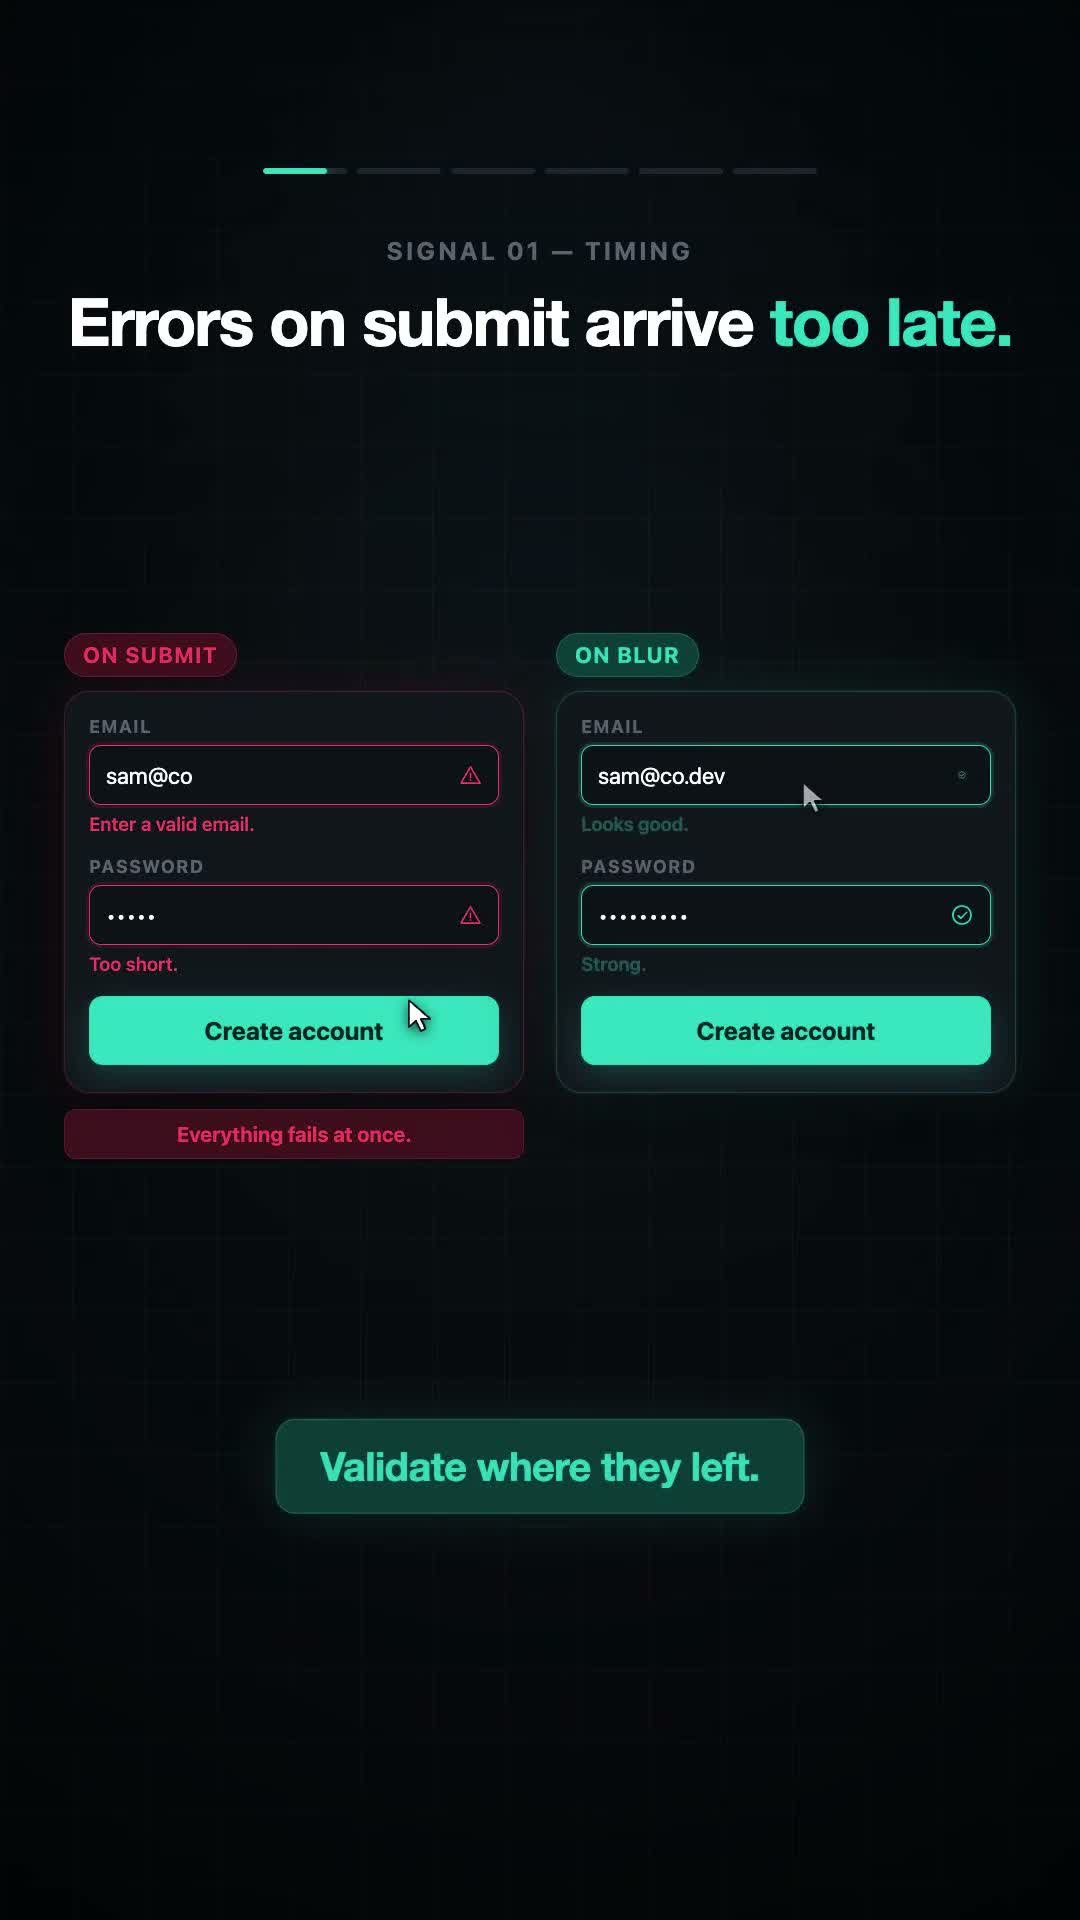 SIGNAL 01 — TIMING
Errors on submit arrive too late.
ON SUBMIT
EMAIL
sam@co
Enter a valid email.
PASSWORD
•••••
Too short.
Create account
Everything fails at once.
ON BLUR
EMAIL
sam@co.dev
Looks good.
PASSWORD
•••••••••
Strong.
Create account
Validate where they left.